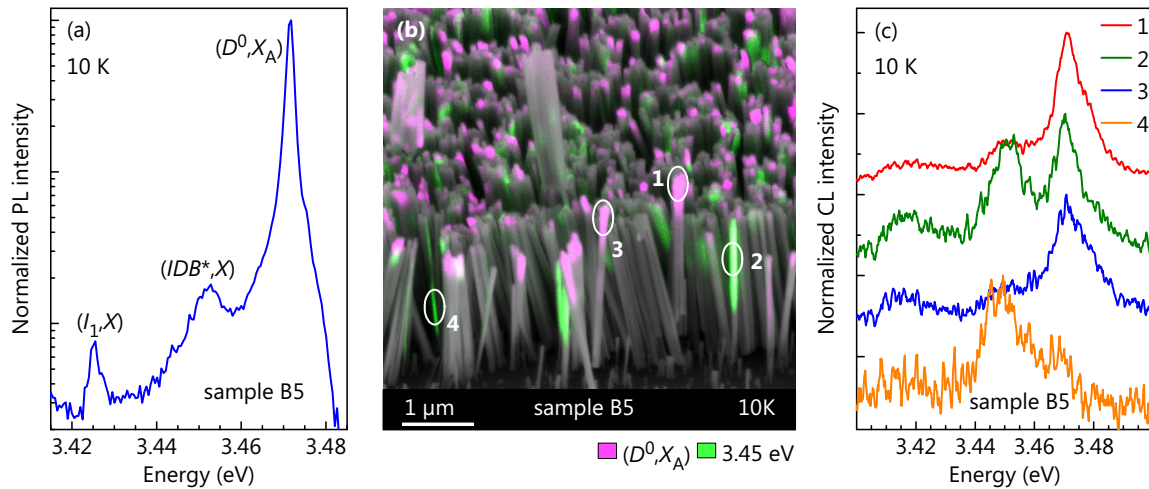 (a)
10 K
(D⁰,X_A)
(IDB*,X)
(I₁,X)
sample B5
Normalized PL intensity
3.42 3.44 3.46 3.48
Energy (eV)
(b)
1
2
3
4
1 µm sample B5 10K
(D⁰,X_A) 3.45 eV
(c)
10 K
1
2
3
4
sample B5
Normalized CL intensity
3.42 3.44 3.46 3.48
Energy (eV)